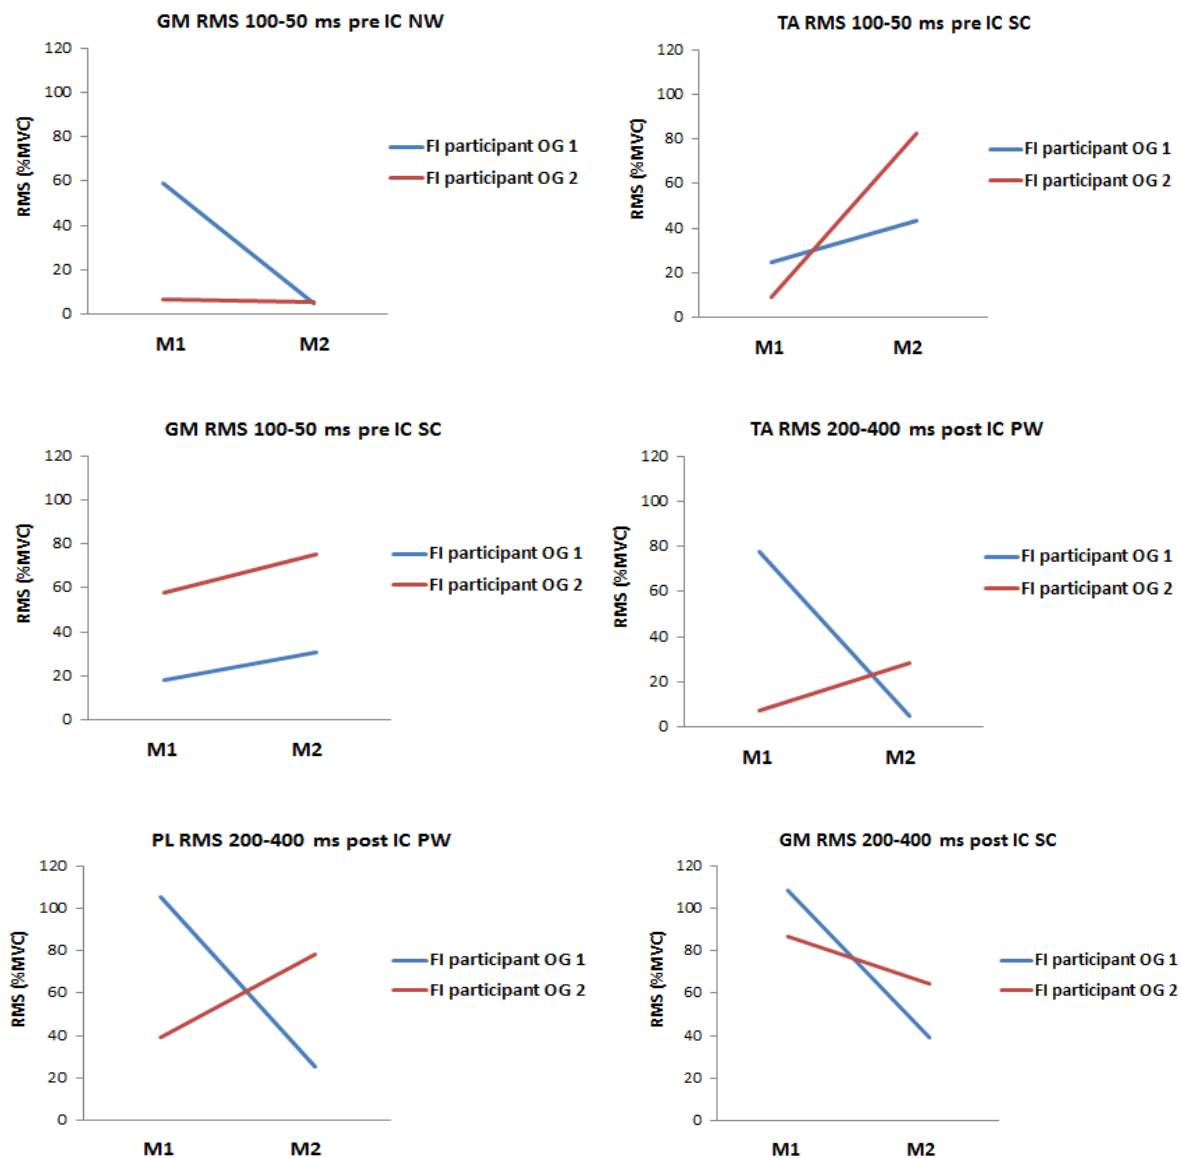 GM RMS 100-50 ms pre IC NW
120
100
80
60
40
20
0
RMS (%MVC)
M1 M2
FI participant OG 1
FI participant OG 2
TA RMS 100-50 ms pre IC SC
120
100
80
60
40
20
0
RMS (%MVC)
M1 M2
FI participant OG 1
FI participant OG 2
GM RMS 100-50 ms pre IC SC
120
100
80
60
40
20
0
RMS (%MVC)
M1 M2
FI participant OG 1
FI participant OG 2
TA RMS 200-400 ms post IC PW
120
100
80
60
40
20
0
RMS (%MVC)
M1 M2
FI participant OG 1
FI participant OG 2
PL RMS 200-400 ms post IC PW
120
100
80
60
40
20
0
RMS (%MVC)
M1 M2
FI participant OG 1
FI participant OG 2
GM RMS 200-400 ms post IC SC
120
100
80
60
40
20
0
RMS (%MVC)
M1 M2
FI participant OG 1
FI participant OG 2